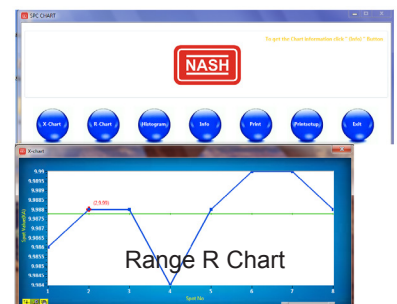 SPC CHART
To get the Chart information click " (Info) " Button
NASH
X-Chart
R-Chart
(Histogram)
Info
Print
(Printsetup)
Exit
X-chart
9.99
9.9895
9.989
9.9885
9.988
9.9875
9.987
9.9865
9.986
9.9855
9.985
9.9845
9.984
(2,9.99)
Range R Chart
1 2 3 4 5 6 7 8
Spot No